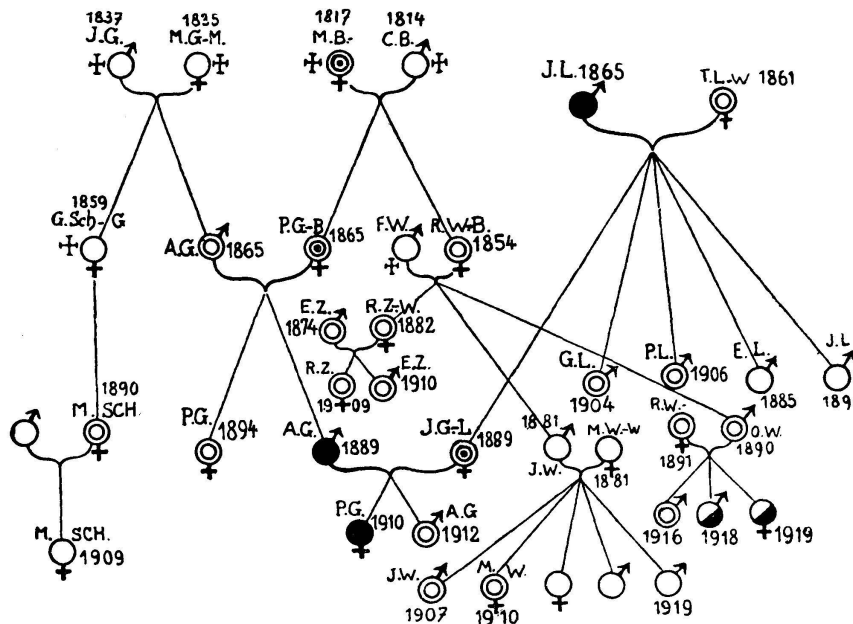 1837 1835 1817 1814
J.G. M.G-M. M.B.- C.B.
J.L. 1865 T.L.-W 1861
1859
G.Sch- G
A.G. 1865 P.G-B 1865 F.W. R.W-B. 1854
E.Z. 1874 R.Z-W. 1882
R.Z. 1909 E.Z. 1910
G.L. 1904 P.L. 1906 E.L. 1885 J.L 189
1890
M. SCH.
P.G. 1894 A.G. 1889 J.G-L 1889 1881 J.W. M.W.-W 1881 R.W.- 1891 O.W. 1890
M. SCH. 1909 P.G. 1910 A.G 1912 1916 1918 1919
J.W. 1907 M. W. 1910 1919